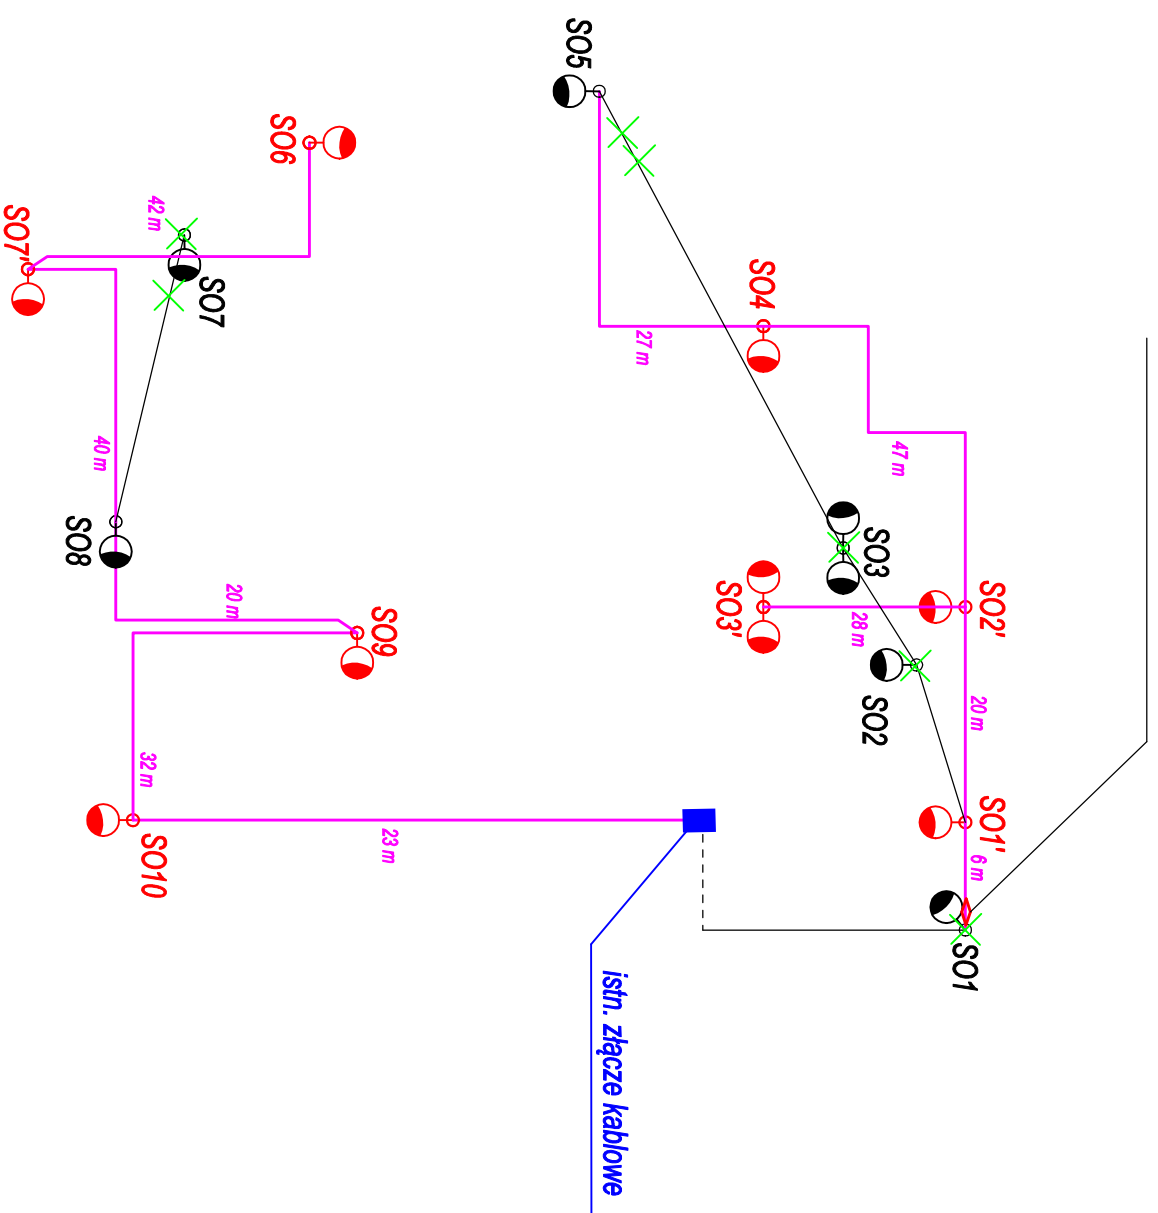 SO5
SO6
42 m
SO7'
SO7
SO4
27 m
47 m
40 m
SO8
SO3
SO3'
SO2'
28 m
20 m
SO9
SO2
20 m
32 m
SO10
23 m
SO1'
6 m
SO1
istn. złącze kablowe